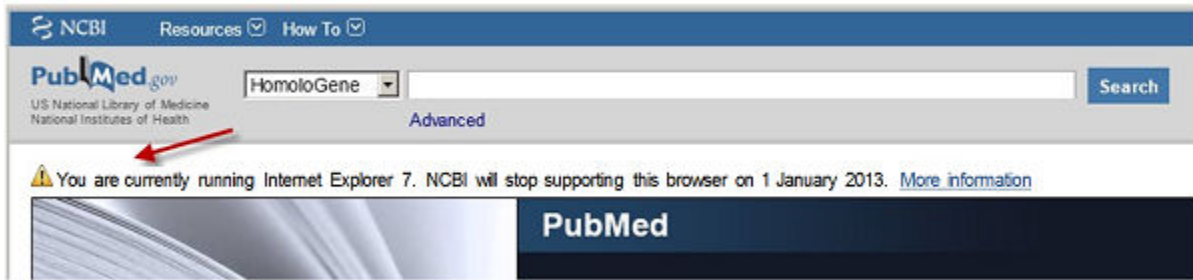 NCBI Resources How To
PubMed.gov
US National Library of Medicine
National Institutes of Health
HomoloGene
Search
Advanced
You are currently running Internet Explorer 7. NCBI will stop supporting this browser on 1 January 2013. More information
PubMed